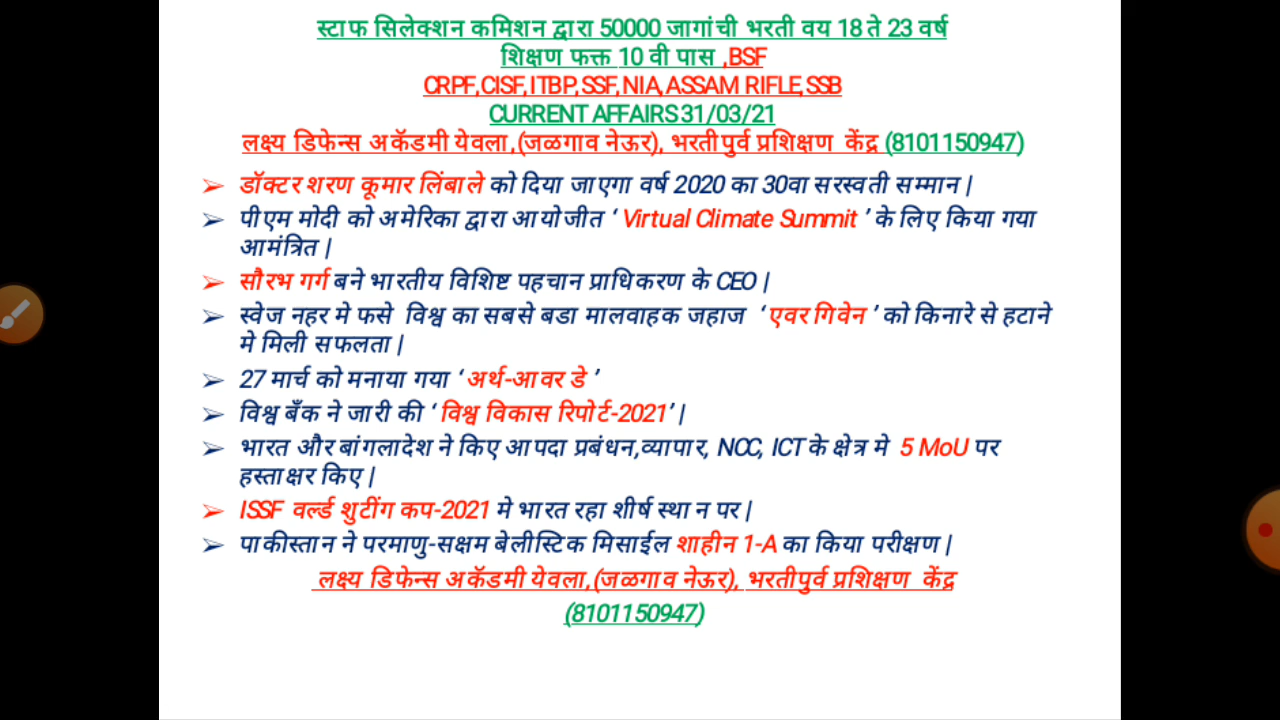 स्टाफ सिलेक्शन कमिशन द्वारा 50000 जागांची भरती वय 18 ते 23 वर्ष
शिक्षण फक्त 10 वी पास ,BSF
CRPF,CISF,ITBP,SSF,NIA,ASSAM RIFLE,SSB
CURRENT AFFAIRS 31/03/21
लक्ष्य डिफेन्स अकॅडमी येवला,(जळगाव नेऊर), भरतीपुर्व प्रशिक्षण केंद्र (8101150947)
➢ डॉक्टर शरण कूमार लिंबाले को दिया जाएगा वर्ष 2020 का 30वा सरस्वती सम्मान |
➢ पीएम मोदी को अमेरिका द्वारा आयोजीत ‘ Virtual Climate Summit ’ के लिए किया गया
आमंत्रित |
➢ सौरभ गर्ग बने भारतीय विशिष्ट पहचान प्राधिकरण के CEO |
➢ स्वेज नहर मे फसे विश्व का सबसे बडा मालवाहक जहाज ‘ एवर गिवेन ’ को किनारे से हटाने
मे मिली सफलता |
➢ 27 मार्च को मनाया गया ‘ अर्थ-आवर डे ’
➢ विश्व बँक ने जारी की ‘ विश्व विकास रिपोर्ट-2021’ |
➢ भारत और बांगलादेश ने किए आपदा प्रबंधन,व्यापार, NCC, ICT के क्षेत्र मे 5 MoU पर
हस्ताक्षर किए |
➢ ISSF वर्ल्ड शुटींग कप-2021 मे भारत रहा शीर्ष स्थान पर |
➢ पाकीस्तान ने परमाणु-सक्षम बेलीस्टिक मिसाईल शाहीन 1-A का किया परीक्षण |
लक्ष्य डिफेन्स अकॅडमी येवला,(जळगाव नेऊर), भरतीपुर्व प्रशिक्षण केंद्र
(8101150947)